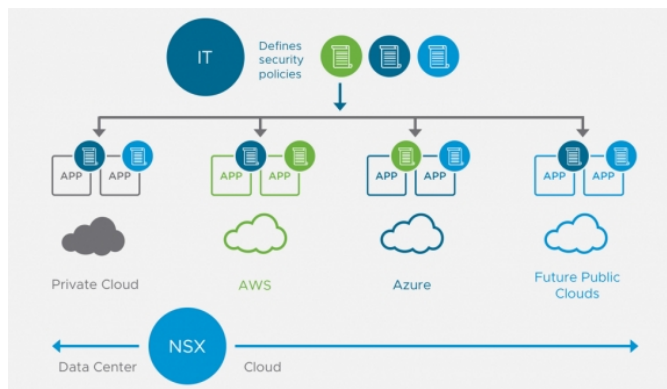 IT
Defines
security
policies
APP
APP
APP
APP
APP
APP
APP
APP
Private Cloud
AWS
Azure
Future Public
Clouds
NSX
Data Center
Cloud